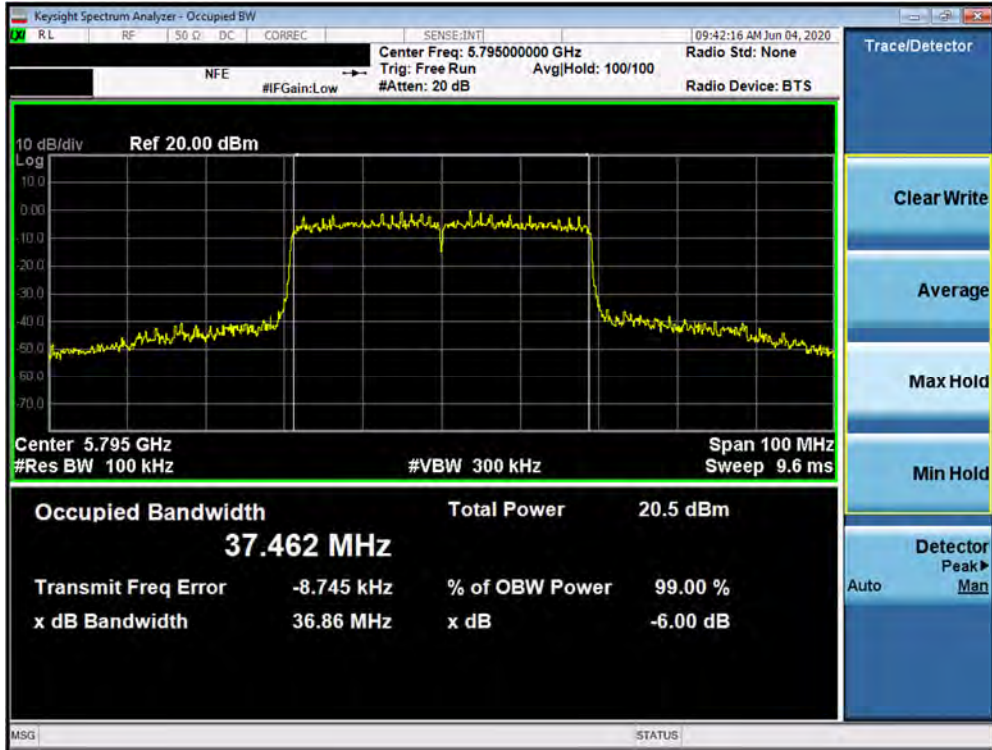 Keysight Spectrum Analyzer - Occupied BW
LXI RL RF 50 Ω DC CORREC SENSE:INT 09:42:16 AM Jun 04, 2020
Center Freq: 5.795000000 GHz Radio Std: None
NFE Trig: Free Run Avg|Hold: 100/100
#IFGain:Low #Atten: 20 dB Radio Device: BTS
Trace/Detector
10 dB/div Ref 20.00 dBm
Log
10.0
0.00
-10.0
-20.0
-30.0
-40.0
-50.0
-60.0
-70.0
Center 5.795 GHz Span 100 MHz
#Res BW 100 kHz #VBW 300 kHz Sweep 9.6 ms
Occupied Bandwidth Total Power 20.5 dBm
37.462 MHz
Transmit Freq Error -8.745 kHz % of OBW Power 99.00 %
x dB Bandwidth 36.86 MHz x dB -6.00 dB
Clear Write
Average
Max Hold
Min Hold
Detector
Peak▶
Auto Man
MSG STATUS